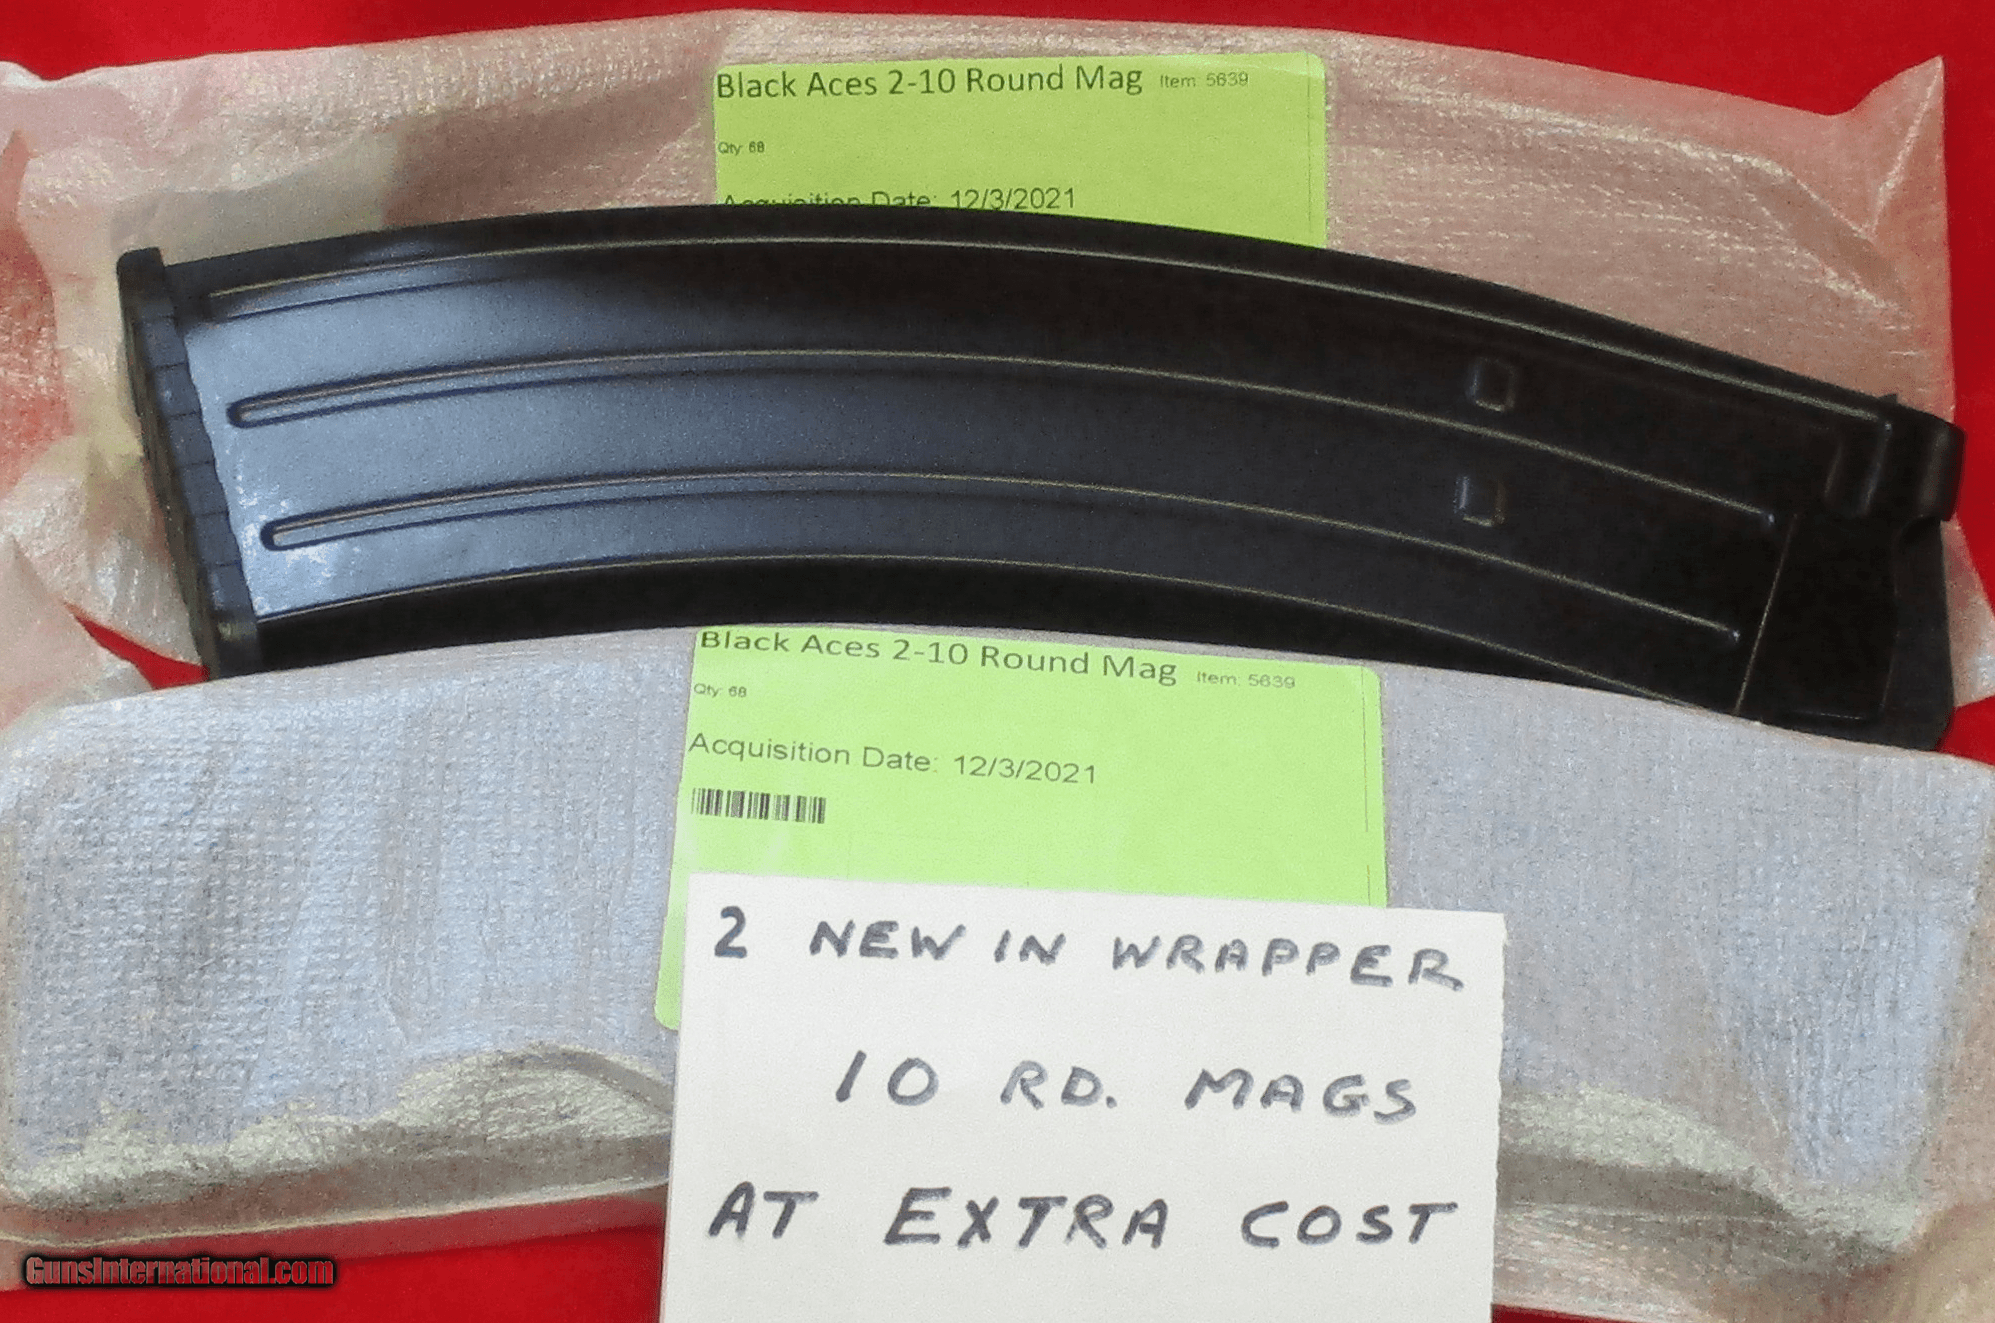 Black Aces 2-10 Round Mag Item: 5639
Qty: 68
Acquisition Date: 12/3/2021
Black Aces 2-10 Round Mag Item: 5639
Qty: 68
Acquisition Date: 12/3/2021
2 NEW IN WRAPPER
10 RD. MAGS
AT EXTRA COST
GunsInternational.com